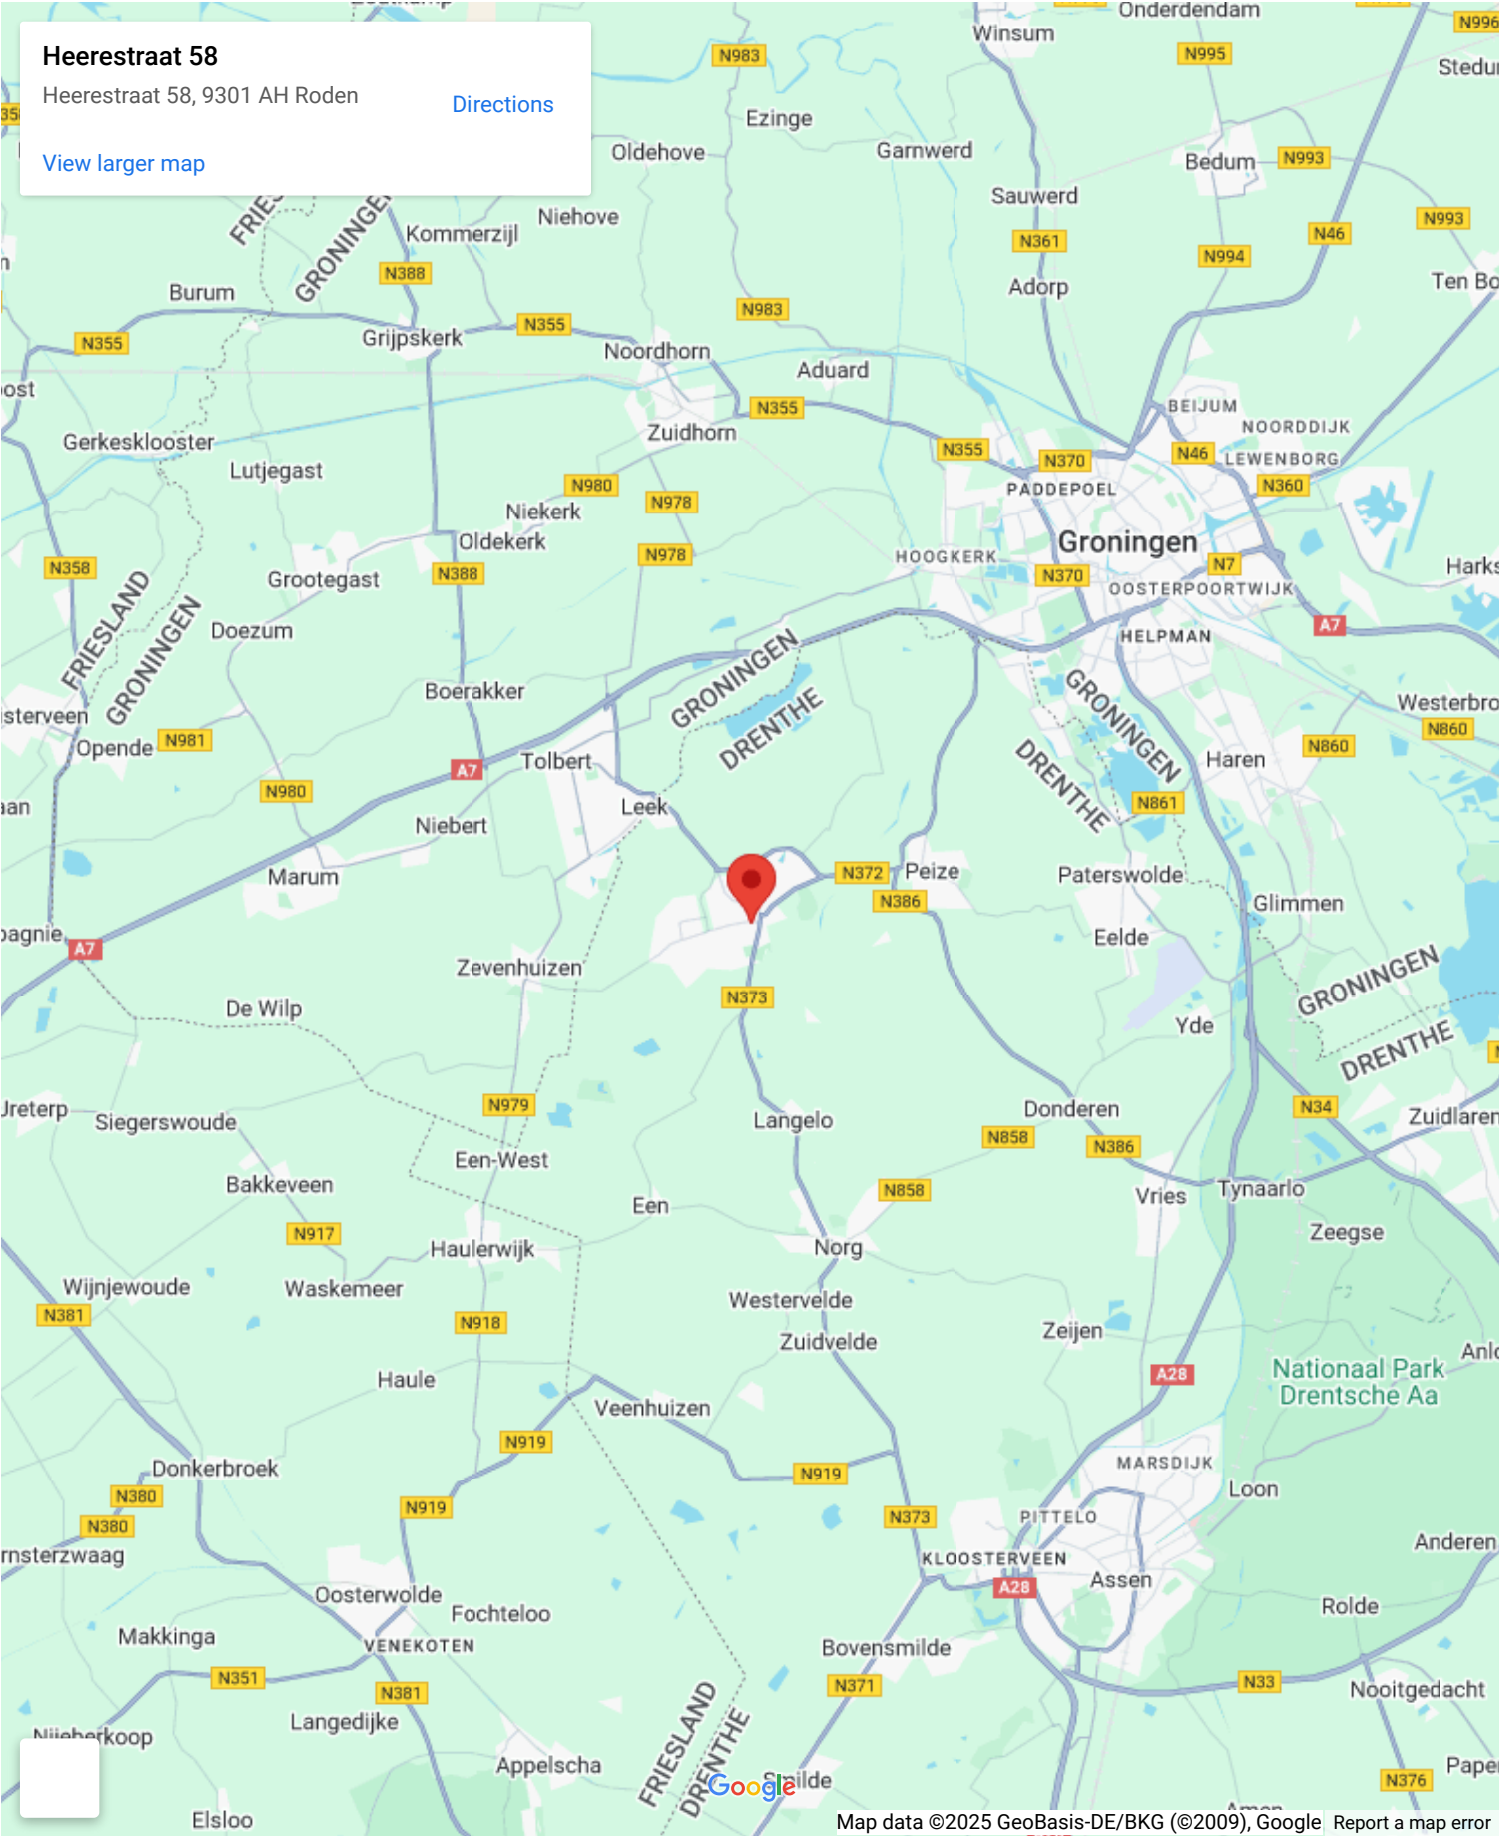 Heerestraat 58
Heerestraat 58, 9301 AH Roden
Directions
View larger map
Onderdendam
N996
Winsum
N995
N983
Ezinge
Oldehove
Garnwerd
Bedum
N993
Sauwerd
Niehove
N361
N46
N993
Kommerzijl
GRONINGEN
N388
N994
Adorp
Burum
N983
N355
N355
Grijpskerk
Noordhorn
Aduard
N355
BEIJUM
NOORDDIJK
Gerkesklooster
Zuidhorn
N355
N370
N46
LEWENBORG
Lutjegast
N980
PADDEPOEL
N360
N978
Niekerk
Groningen
Oldekerk
N978
HOOGKERK
N7
N358
Grootegast
N388
N370
OOSTERPOORTWIJK
FRIESLAND
GRONINGEN
Doezum
A7
HELPMAN
GRONINGEN
DRENTHE
Boerakker
GRONINGEN
DRENTHE
Opende
N981
N860
N860
Haren
Tolbert
A7
N980
Leek
N861
Niebert
Marum
N372
Peize
Paterswolde
N386
Glimmen
Eelde
A7
Zevenhuizen
GRONINGEN
DRENTHE
N373
De Wilp
Yde
N979
Ureterp
Siegerswoude
Langelo
Donderen
N34
Zuidlaren
N858
N386
Een-West
Bakkeveen
N858
Vries
Tynaarlo
Een
N917
Haulerwijk
Norg
Zeegse
Wijnjewoude
Waskemeer
Westervelde
N381
N918
Zuidvelde
Zeijen
Haule
A28
Nationaal Park
Drentsche Aa
Veenhuizen
N919
Donkerbroek
N919
MARSDIJK
N380
N919
Loon
N380
N373
PITTELO
Anderen
KLOOSTERVEEN
A28
Assen
Oosterwolde
Fochteloo
Rolde
Makkinga
VENEKOTEN
Bovensmilde
N351
N381
N371
N33
Nooitgedacht
Langedijke
FRIESLAND
DRENTHE
Appelscha
Google
N376
Elsloo
Map data ©2025 GeoBasis-DE/BKG (©2009), Google
Report a map error